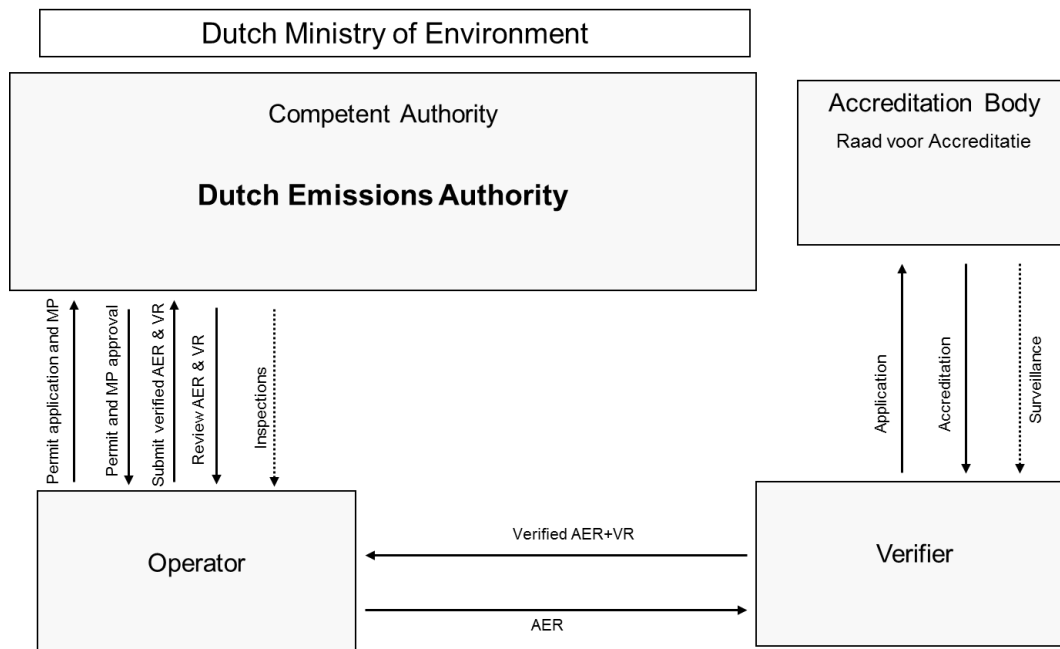 Dutch Ministry of Environment
Competent Authority
Dutch Emissions Authority
Accreditation Body
Raad voor Accreditatie
Permit application and MP
Permit and MP approval
Submit verified AER & VR
Review AER & VR
Inspections
Application
Accreditation
Surveillance
Operator
Verified AER+VR
AER
Verifier